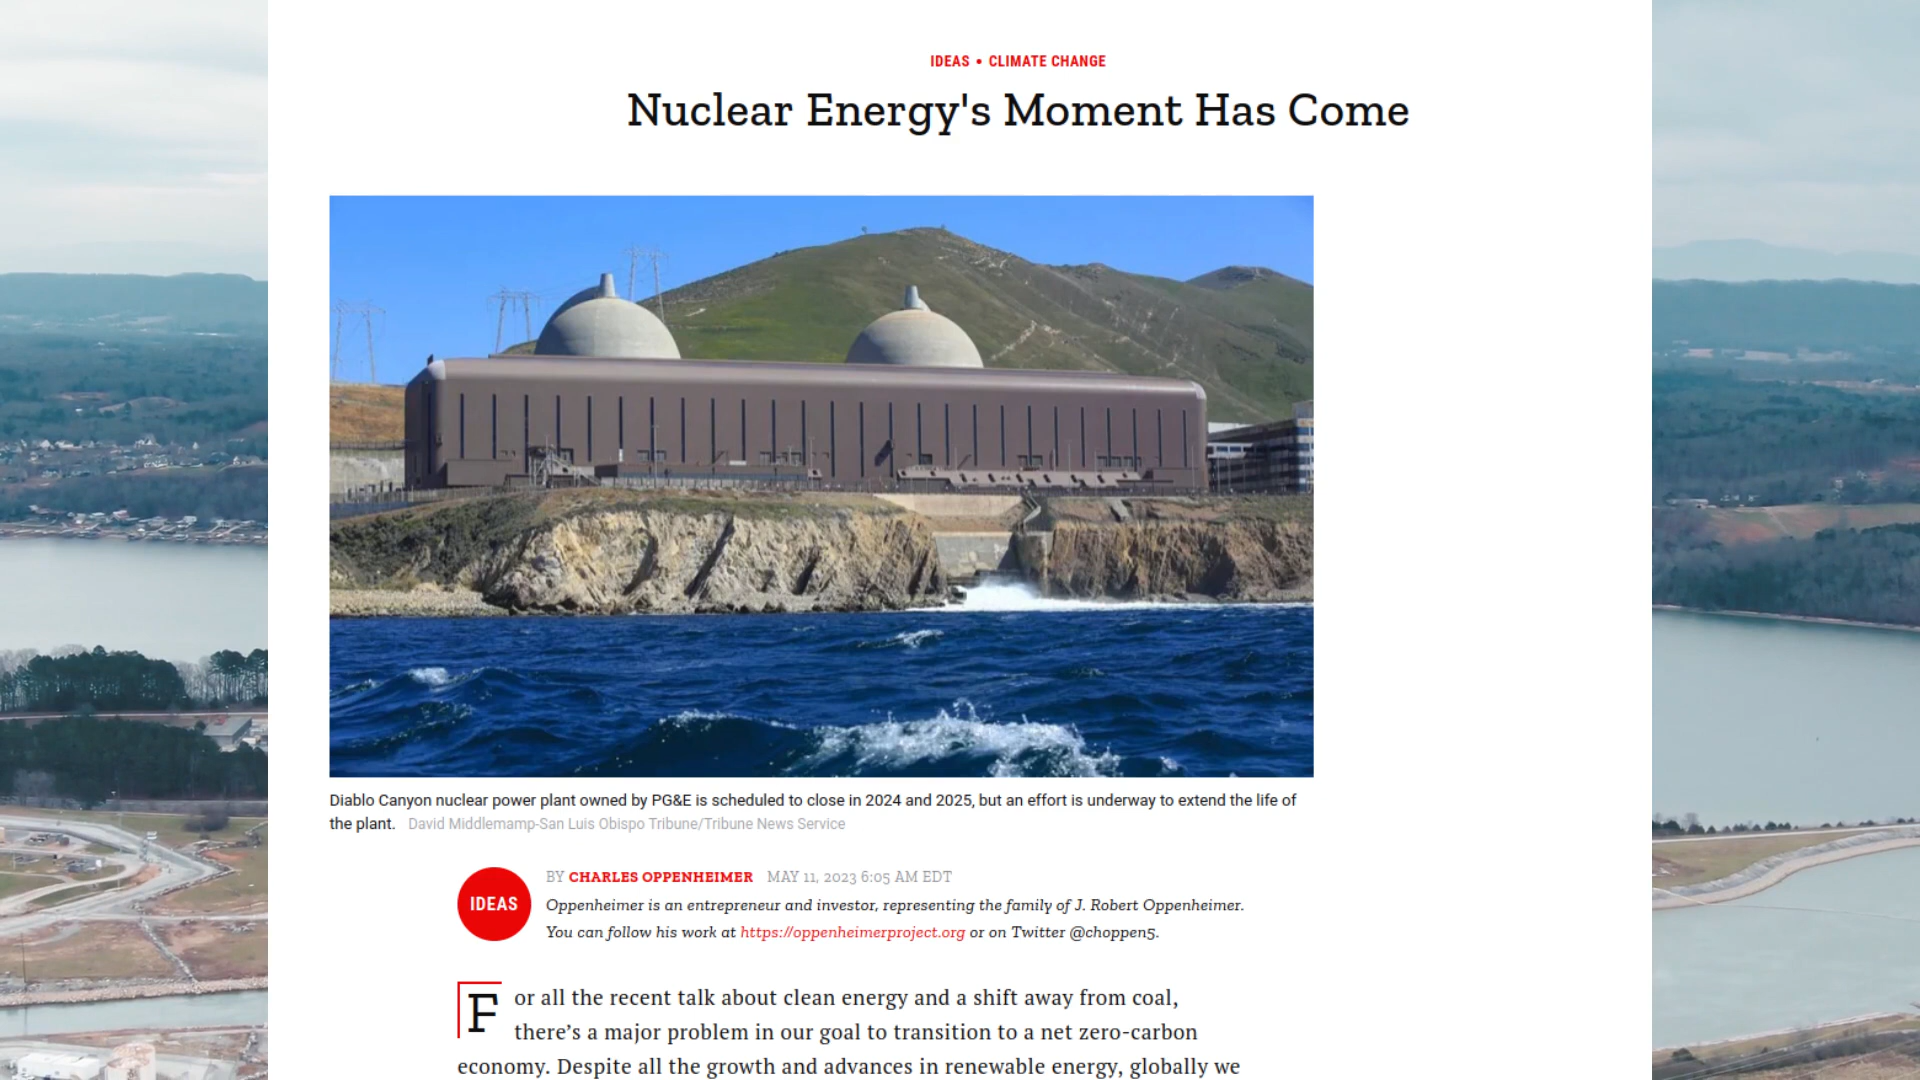 IDEAS • CLIMATE CHANGE
Nuclear Energy's Moment Has Come
Diablo Canyon nuclear power plant owned by PG&E is scheduled to close in 2024 and 2025, but an effort is underway to extend the life of
the plant. David Middlemamp-San Luis Obispo Tribune/Tribune News Service
IDEAS
BY CHARLES OPPENHEIMER MAY 11, 2023 6:05 AM EDT
Oppenheimer is an entrepreneur and investor, representing the family of J. Robert Oppenheimer.
You can follow his work at https://oppenheimerproject.org or on Twitter @choppen5.
For all the recent talk about clean energy and a shift away from coal,
there’s a major problem in our goal to transition to a net zero-carbon
economy. Despite all the growth and advances in renewable energy, globally we